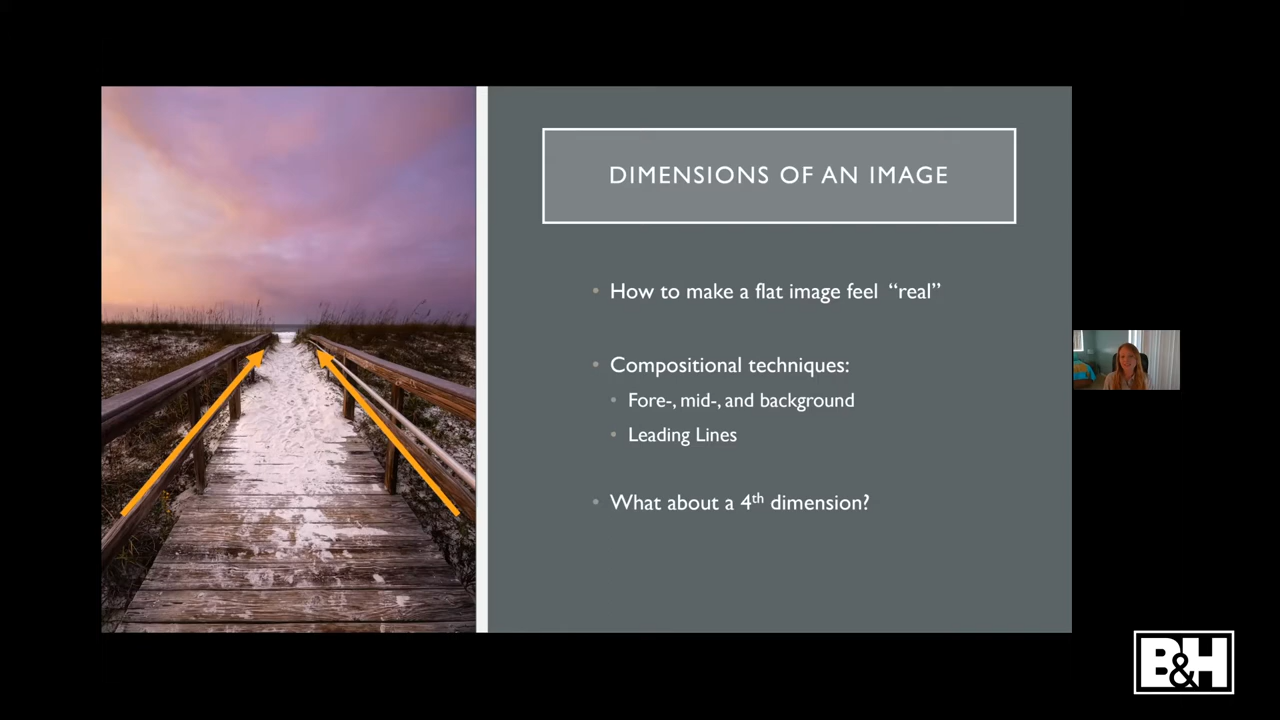 DIMENSIONS OF AN IMAGE
How to make a flat image feel “real”
Compositional techniques:
Fore-, mid-, and background
Leading Lines
What about a 4th dimension?
B&H